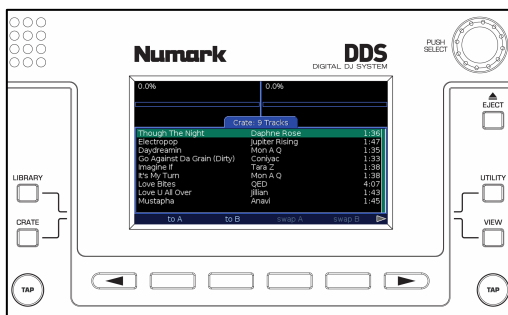 PUSH
SELECT
Numark DDS
DIGITAL DJ SYSTEM
0.0% 0.0%
EJECT
Crate: 9 Tracks
Though The Night Daphne Rose 1:36
Electropop Jupiter Rising 1:47
Daydreamin Mon A Q 1:35
Go Against Da Grain (Dirty) Coniyac 1:33
Imagine If Tara Z 1:38
It's My Turn Mon A Q 1:38
Love Bites QED 4:07
Love U All Over Jillian 1:43
Mustapha Anavi 1:45
to A to B swap A swap B
LIBRARY
UTILITY
CRATE
VIEW
TAP
TAP